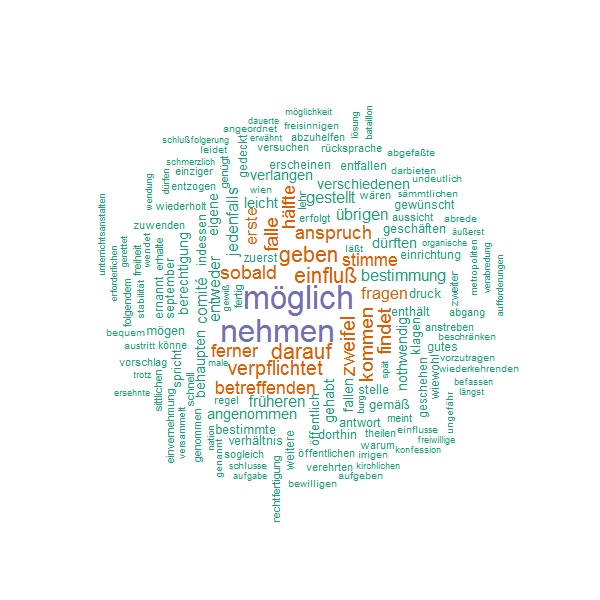 möglichkeit
dauerte
angeordnet
freisinnigen
lösung
bataillon
schlußfolgerung
erwähnt
abzuhelfen
leidet
genügt
gedeckt
versuchen
rücksprache
abgefaßte
schmerzlich
einziger
erscheinen
entfallen
darbieten
wendung
dürfen
entzogen
wien
verlangen
verschiedenen
undeutlich
unterrichtsanstalten
wiederholt
eigene
jedenfalls
leicht
lehr
gestellt
wären
sämmtlichen
gewünscht
zuwenden
erste
hälfte
erfolgt
übrigen
aussicht
abrede
erforderlichen
gerettet
freiheit
wendet
erhalte
indessen
falle
anspruch
geschäften
äußerst
läßt
dürften
organische
berechtigung
zuerst
geben
stimme
einrichtung
metropoliten
verabredung
folgendem
stabilität
ernannt
september
comité
entweder
sobald
einfluß
bestimmung
zweiter
aufforderungen
gewiß
fertig
möglich
fragen
druck
enthält
abgang
bequem
mögen
nehmen
zweifel
kommen
findet
notwendig
klagen
anstreben
beschränken
austritt
könne
ferner
darauf
vorschlag
spricht
behaupten
male
verpflichtet
spät
geschehen
wiewohl
gutes
vorzutragen
wiederkehrenden
trotz
schnell
betreffenden
gehabt
fallen
burg
stelle
befassen
ersehnte
sittlichen
regel
früheren
gemäß
längst
einvernehmung
versammelt
genommen
angenommen
öffentlich
antwort
meint
ungefähr
bestimmte
dorthin
theilen
einflusse
nation
genannt
verhältnis
weitere
warum
freiwillige
sogleich
öffentlichen
irrigen
konfession
schlusse
verehrten
kirchlichen
aufgabe
rechtfertigung
aufgeben
bewilligen